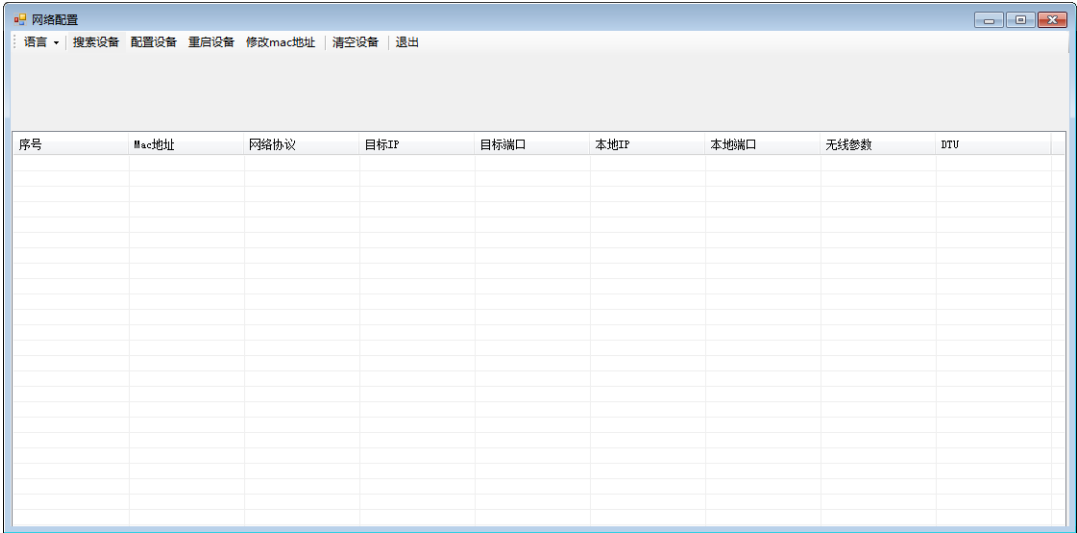 网络配置
语言 搜索设备 配置设备 重启设备 修改mac地址 清空设备 退出
序号 Mac地址 网络协议 目标IP 目标端口 本地IP 本地端口 无线参数 DTU